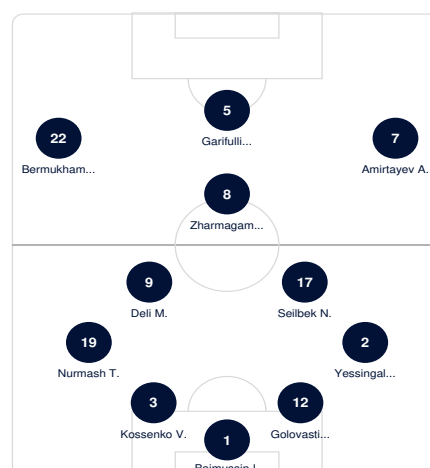 5
Garifulli...
22
Bermukham...
7
Amirtayev A.
8
Zharmagam...
9
Deli M.
17
Seilbek N.
19
Nurmash T.
2
Yessingal...
3
Kossenko V.
12
Golovasti...
1